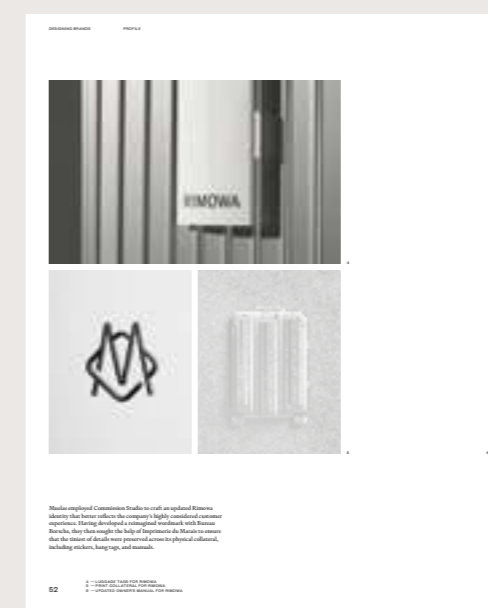 DESIGNING BRANDS
PROFILE
RIMOWA
Maulas employed Commission Studio to craft an updated Rimowa
identity that better reflects the company's highly considered customer
experience. Having developed a reimagined wordmark with Bureau
Borsche, they then sought the help of Imprimerie du Marais to ensure
that the tiniest of details were preserved across its physical collateral,
including stickers, hang tags, and manuals.
52
A — LUGGAGE TAGS FOR RIMOWA
B — PRINT COLLATERAL FOR RIMOWA
— UPDATED OWNER'S MANUAL FOR RIMOWA